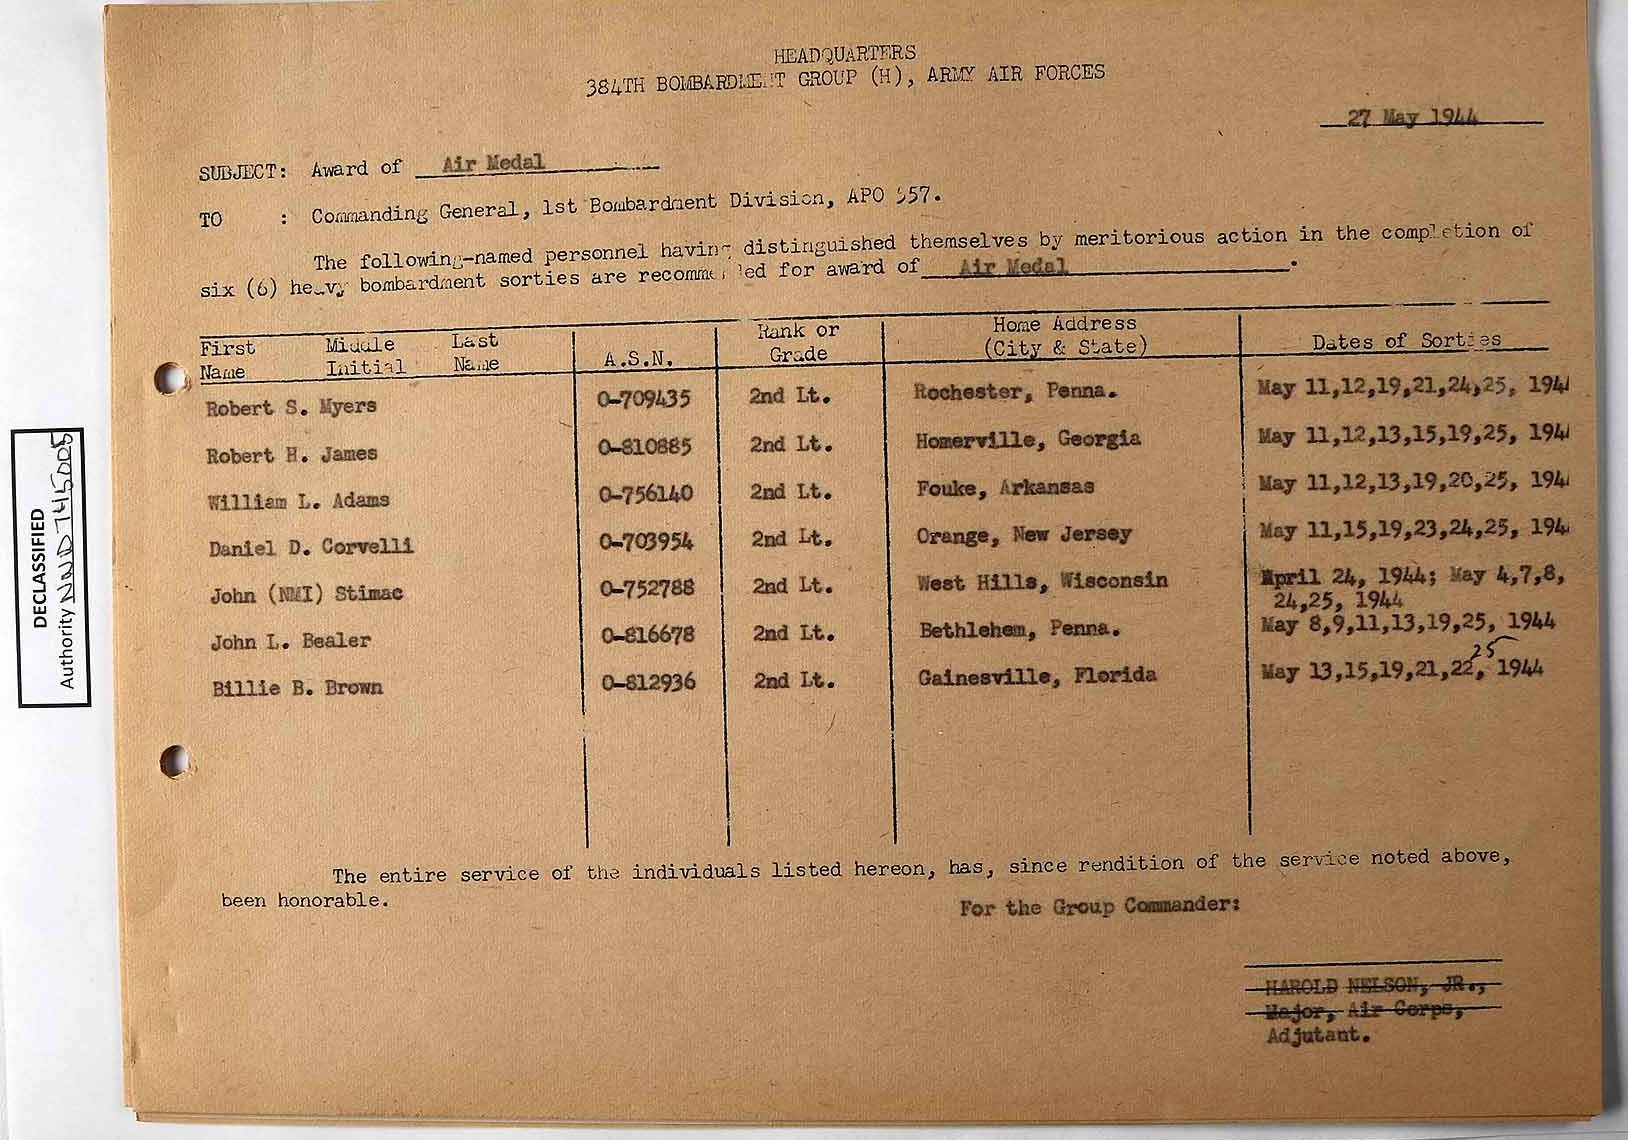 HEADQUARTERS
384TH BOMBARDMENT GROUP (H), ARMY AIR FORCES
27 May 1944
SUBJECT: Award of Air Medal
TO : Commanding General, 1st Bombardment Division, APO 557.
The following-named personnel having distinguished themselves by meritorious action in the completion of
six (6) heavy bombardment sorties are recommended for award of Air Medal.
First Name Middle Initial Last Name A.S.N. Rank or Grade Home Address (City & State) Dates of Sorties
Robert S. Myers 0-709435 2nd Lt. Rochester, Penna. May 11,12,19,21,24,25, 1944
Robert H. James 0-810885 2nd Lt. Homerville, Georgia May 11,12,13,15,19,25, 194
William L. Adams 0-756140 2nd Lt. Fouke, Arkansas May 11,12,13,19,20,25, 194
Daniel D. Corvelli 0-703954 2nd Lt. Orange, New Jersey May 11,15,19,23,24,25, 194
John (NMI) Stimac 0-752788 2nd Lt. West Hills, Wisconsin April 24, 1944; May 4,7,8,
24,25, 1944
John L. Bealer 0-816678 2nd Lt. Bethlehem, Penna. May 8,9,11,13,19,25, 1944
25
Billie B. Brown 0-812936 2nd Lt. Gainesville, Florida May 13,15,19,21,22, 1944
The entire service of the individuals listed hereon, has, since rendition of the service noted above,
been honorable.
For the Group Commander:
HAROLD NELSON, JR.,
Major, Air Corps,
Adjutant.
DECLASSIFIED
Authority NND 745005